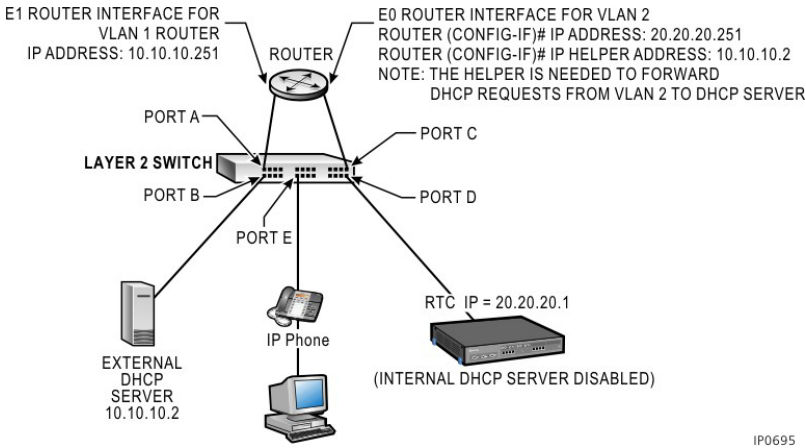 E1 ROUTER INTERFACE FOR
VLAN 1 ROUTER
IP ADDRESS: 10.10.10.251
E0 ROUTER INTERFACE FOR VLAN 2
ROUTER (CONFIG-IF)# IP ADDRESS: 20.20.20.251
ROUTER (CONFIG-IF)# IP HELPER ADDRESS: 10.10.10.2
NOTE: THE HELPER IS NEEDED TO FORWARD
DHCP REQUESTS FROM VLAN 2 TO DHCP SERVER
ROUTER
PORT A
PORT C
LAYER 2 SWITCH
PORT B
PORT D
PORT E
RTC IP = 20.20.20.1
IP Phone
EXTERNAL
DHCP
SERVER
10.10.10.2
(INTERNAL DHCP SERVER DISABLED)
IP0695